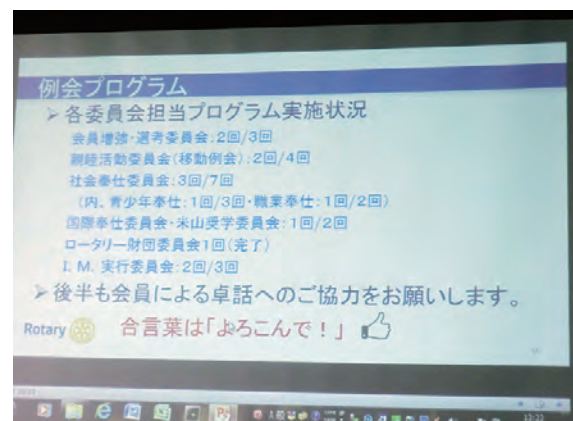 例会プログラム
➢各委員会担当プログラム実施状況
会員増強・選考委員会：2回/3回
親睦活動委員会(移動例会)：2回/4回
社会奉仕委員会：3回/7回
(内、青少年奉仕：1回/3回・職業奉仕：1回/2回)
国際奉仕委員会・米山奨学委員会：1回/2回
ロータリー財団委員会1回(完了)
I. M. 実行委員会：2回/3回
➢後半も会員による卓話へのご協力をお願いします。
Rotary 合言葉は「よろこんで！」
13:23